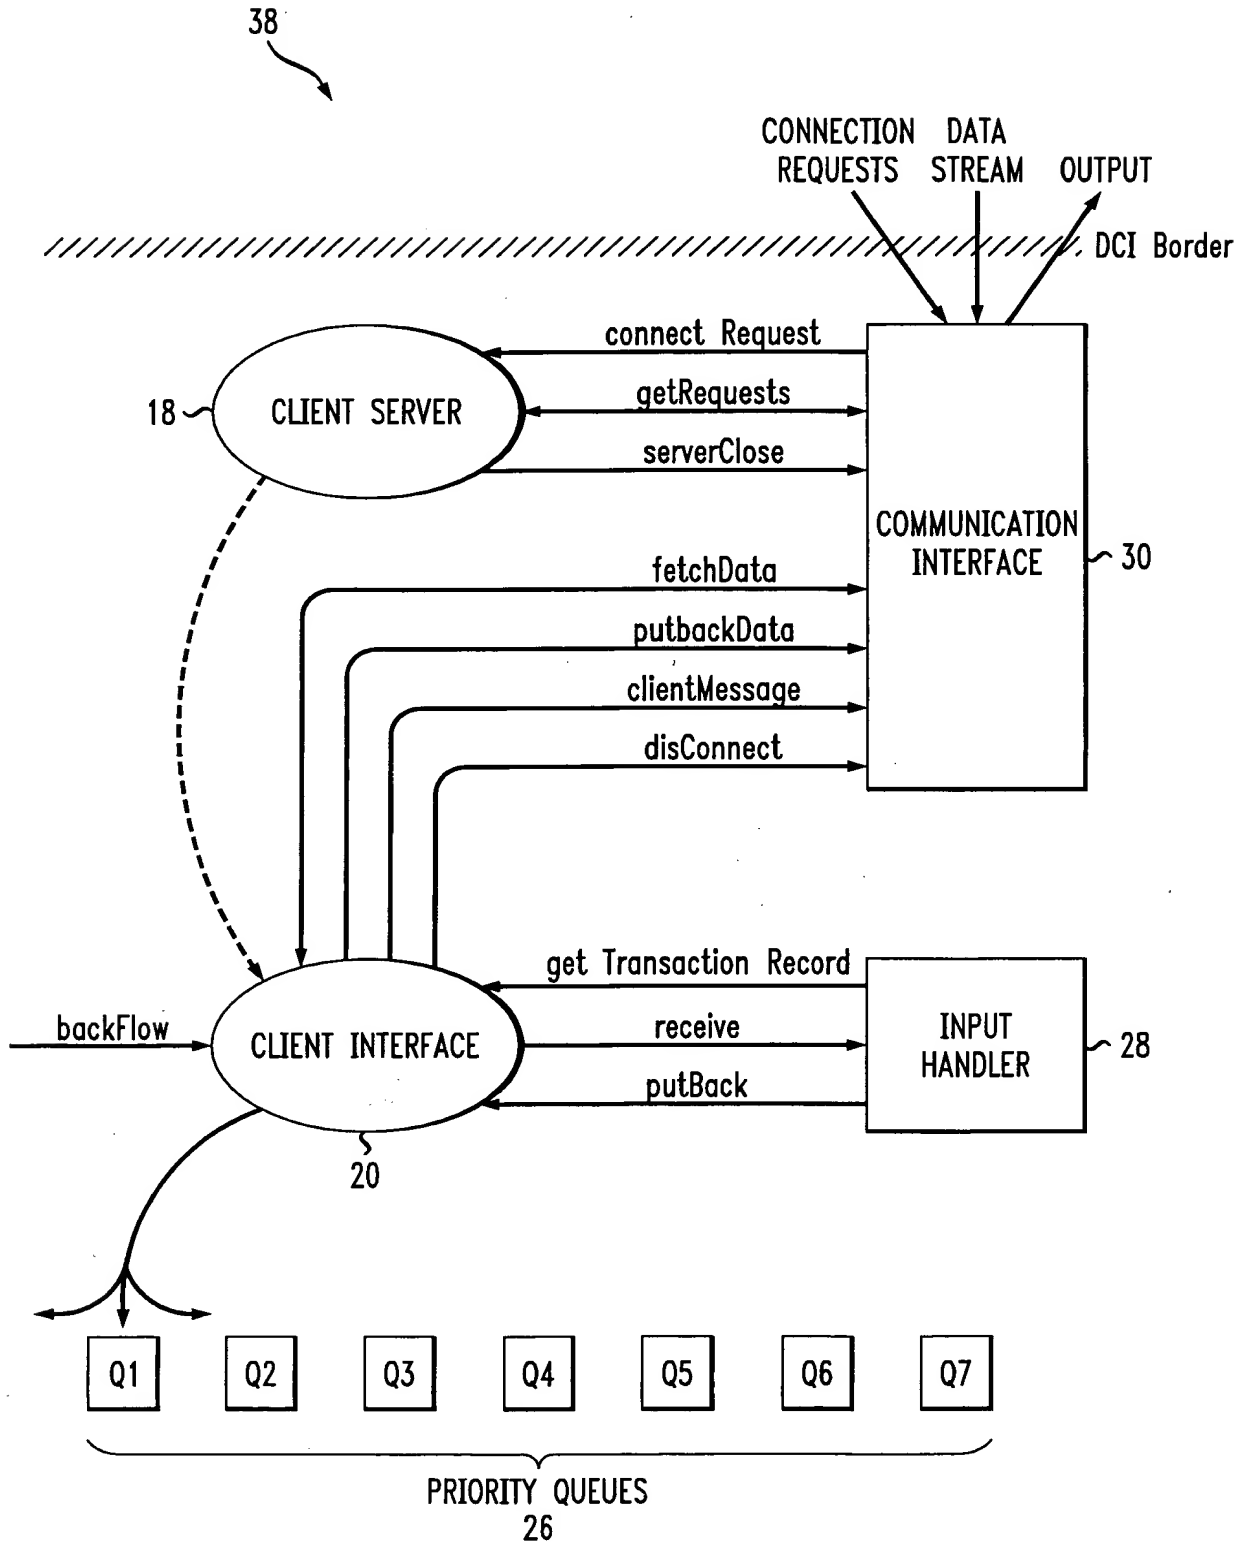 38
CONNECTION DATA
REQUESTS STREAM OUTPUT
DCI Border
connect Request
getRequests
18 CLIENT SERVER
serverClose
COMMUNICATION
INTERFACE 30
fetchData
putbackData
clientMessage
disConnect
get Transaction Record
backFlow
CLIENT INTERFACE
receive
INPUT
HANDLER 28
putBack
20
Q1 Q2 Q3 Q4 Q5 Q6 Q7
PRIORITY QUEUES
26